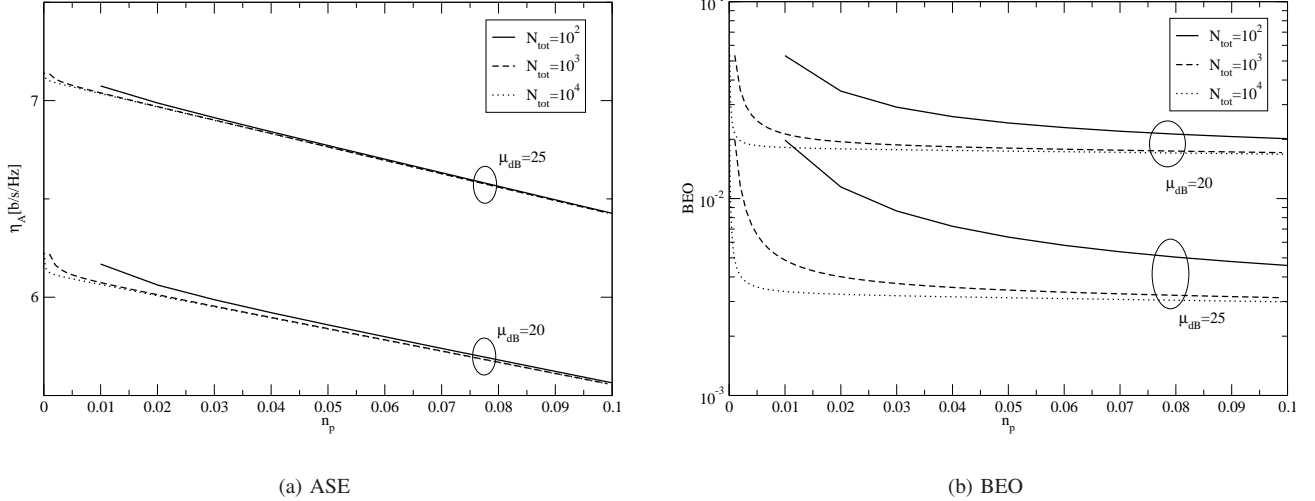 7
6
η_A[b/s/Hz]
N_tot=10^2
N_tot=10^3
N_tot=10^4
μ_dB=25
μ_dB=20
0 0.01 0.02 0.03 0.04 0.05 0.06 0.07 0.08 0.09 0.1
n_p
(a) ASE
10^-2
10^-3
BEO
N_tot=10^2
N_tot=10^3
N_tot=10^4
μ_dB=20
μ_dB=25
0 0.01 0.02 0.03 0.04 0.05 0.06 0.07 0.08 0.09 0.1
n_p
(b) BEO